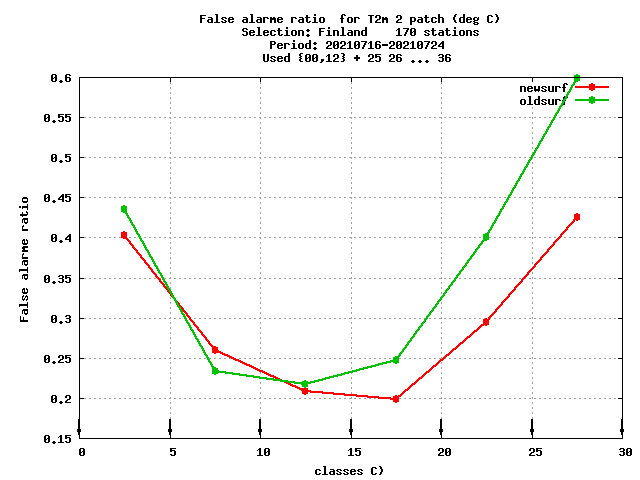 False alarme ratio  for T2m 2 patch (deg C)
Selection: Finland    170 stations
Period: 20210716-20210724
Used {00,12} + 25 26 ... 36
newsurf
oldsurf
0.6
0.55
0.5
0.45
0.4
0.35
0.3
0.25
0.2
0.15
False alarme ratio
0 5 10 15 20 25 30
classes C)